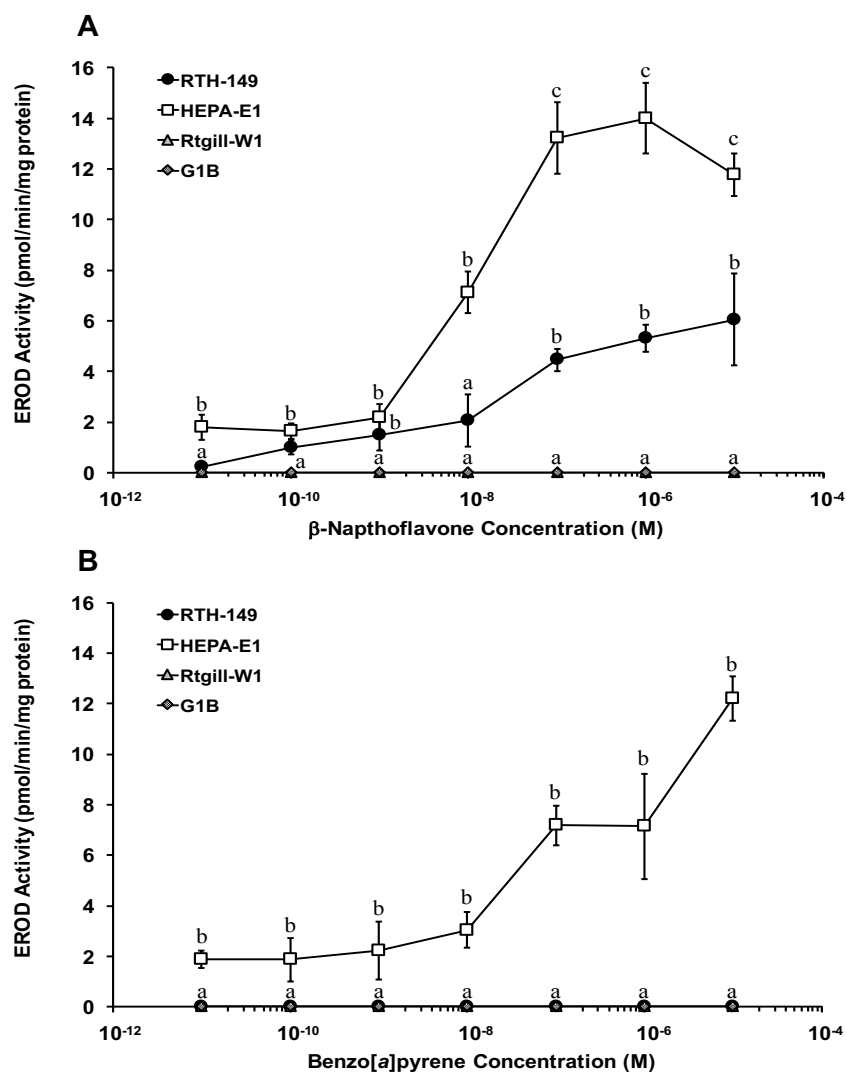 A
16
14
12
10
8
6
4
2
0
EROD Activity (pmol/min/mg protein)
RTH-149
HEPA-E1
Rtgill-W1
G1B
c
c
c
b
b
b
b
b
b
b
b
b
a
a
a
a
a
a
a
a
10-12
10-10
10-8
10-6
10-4
β-Napthoflavone Concentration (M)
B
16
14
12
10
8
6
4
2
0
EROD Activity (pmol/min/mg protein)
RTH-149
HEPA-E1
Rtgill-W1
G1B
b
b
b
b
b
b
b
a
a
a
a
a
a
a
10-12
10-10
10-8
10-6
10-4
Benzo[a]pyrene Concentration (M)